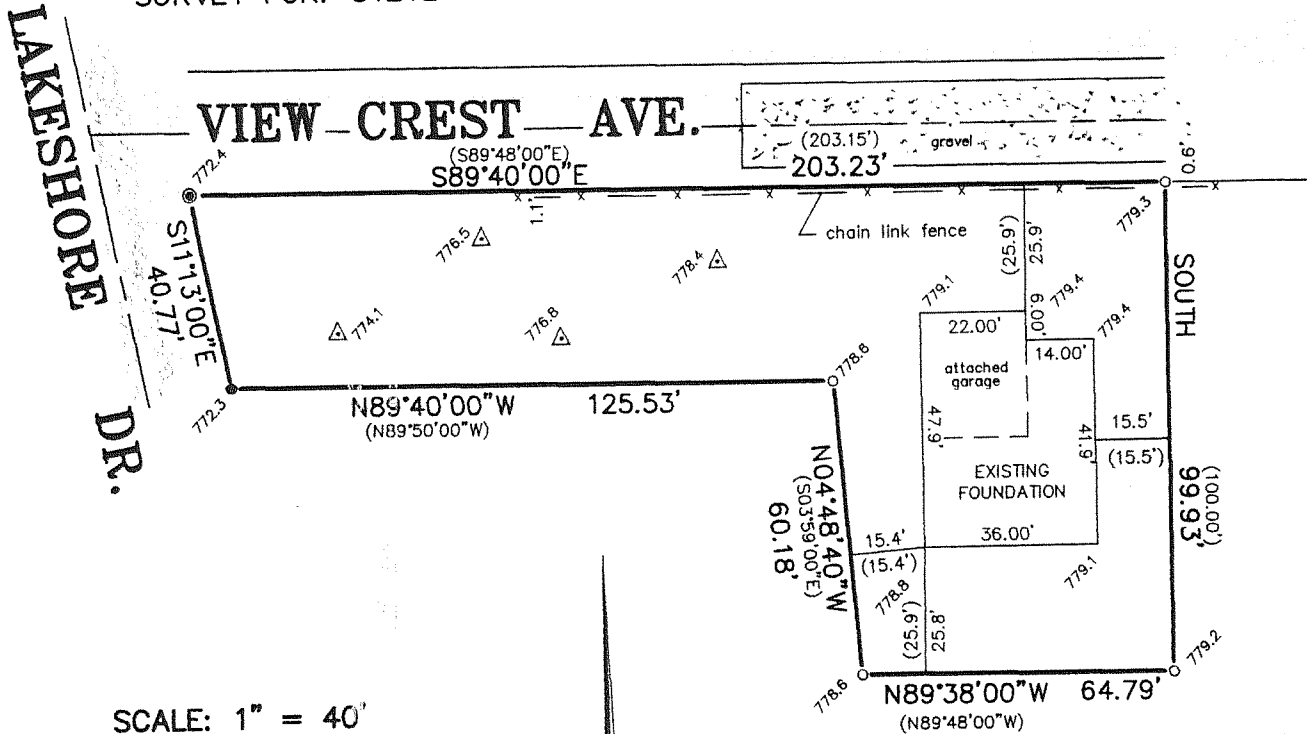 LAKESHORE DR.
VIEW CREST AVE.
(S89°48'00"E)
S89°40'00"E
(203.15')
203.23'
gravel
0.9'
772.4
779.3
1.1'
chain link fence
776.5
778.4
774.1
776.8
S11°13'00"E
40.77'
772.3
N89°40'00"W 125.53'
(N89°50'00"W)
778.6
(25.6')
25.9'
779.1
779.4
6.00'
779.4
22.00'
14.00'
attached
garage
47.9'
41.9'
15.5'
(15.5')
SOUTH
(100.00')
99.93'
EXISTING
FOUNDATION
36.00'
N04°48'40"W
(S03°59'00"E)
60.18'
15.4'
(15.4')
778.8
779.1
(25.9')
25.8'
778.6
779.2
N89°38'00"W 64.79'
(N89°48'00"W)
SCALE: 1" = 40'